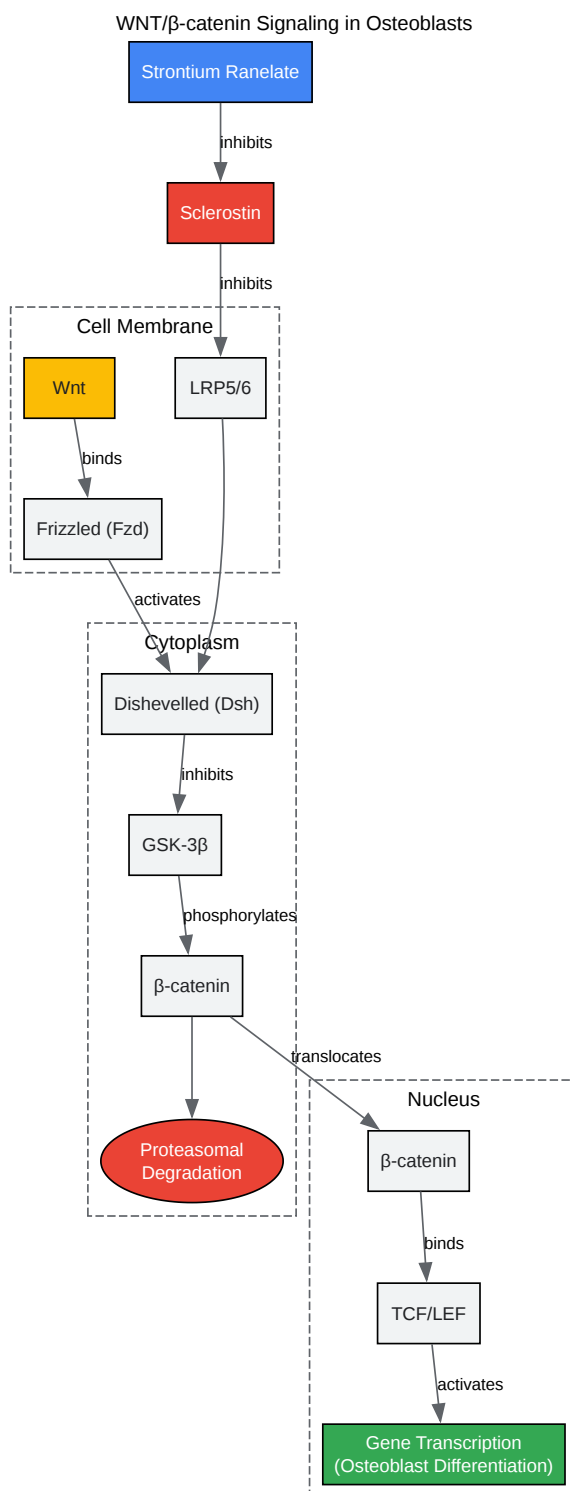 WNT/β-catenin Signaling in Osteoblasts
Strontium Ranelate
inhibits
Sclerostin
inhibits
Cell Membrane
Wnt
LRP5/6
binds
Frizzled (Fzd)
activates
Cytoplasm
Dishevelled (Dsh)
inhibits
GSK-3β
phosphorylates
β-catenin
translocates
Nucleus
Proteasomal
Degradation
β-catenin
binds
TCF/LEF
activates
Gene Transcription
(Osteoblast Differentiation)